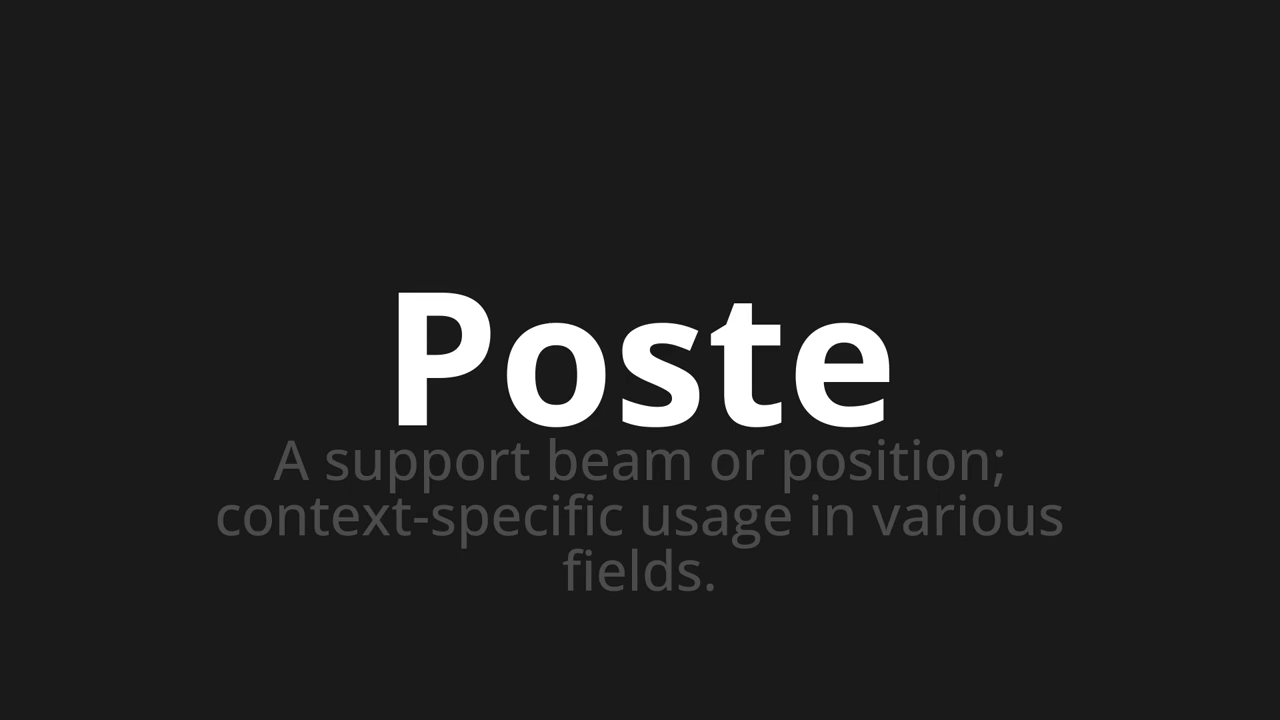 Poste
A support beam or position;
context-specific usage in various
fields.